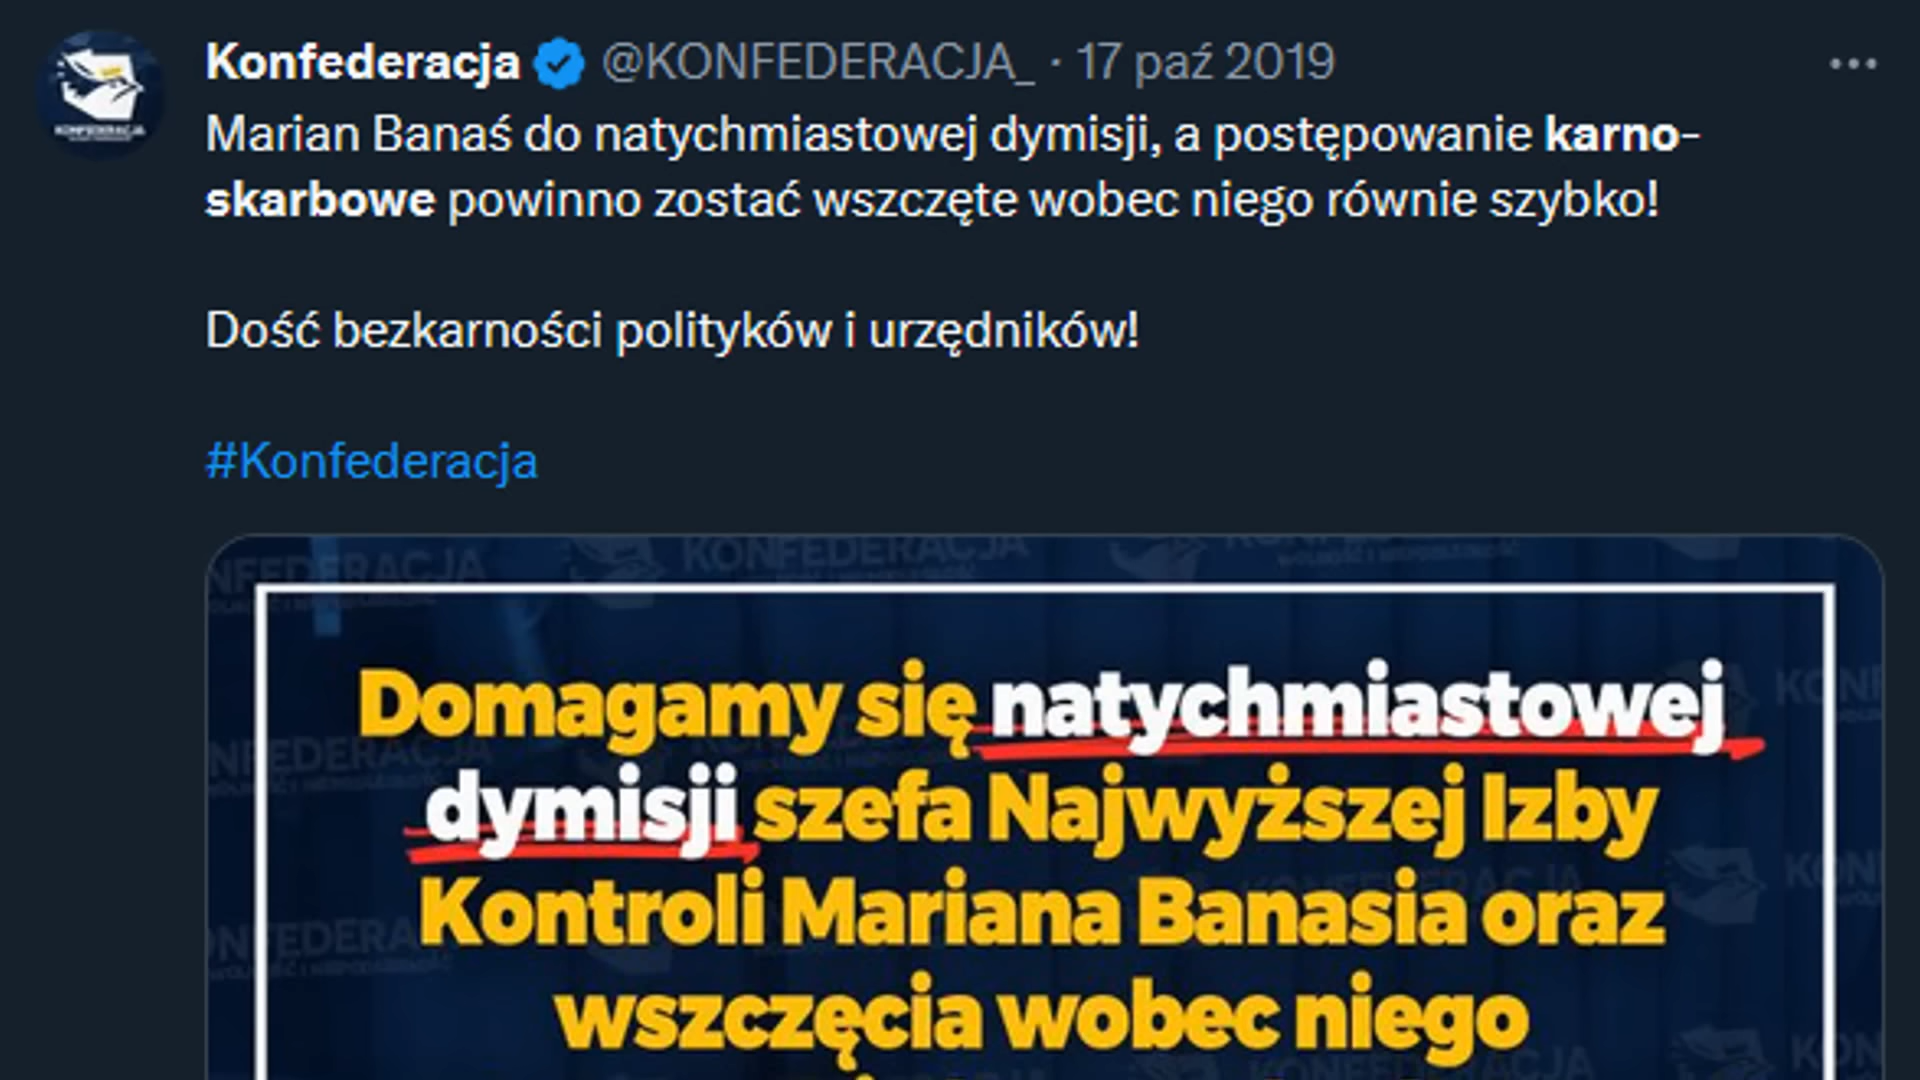 Konfederacja @KONFEDERACJA_ · 17 paź 2019
Marian Banaś do natychmiastowej dymisji, a postępowanie karno-
skarbowe powinno zostać wszczęte wobec niego równie szybko!
Dość bezkarności polityków i urzędników!
#Konfederacja
Domagamy się natychmiastowej
dymisji szefa Najwyższej Izby
Kontroli Mariana Banasia oraz
wszczęcia wobec niego